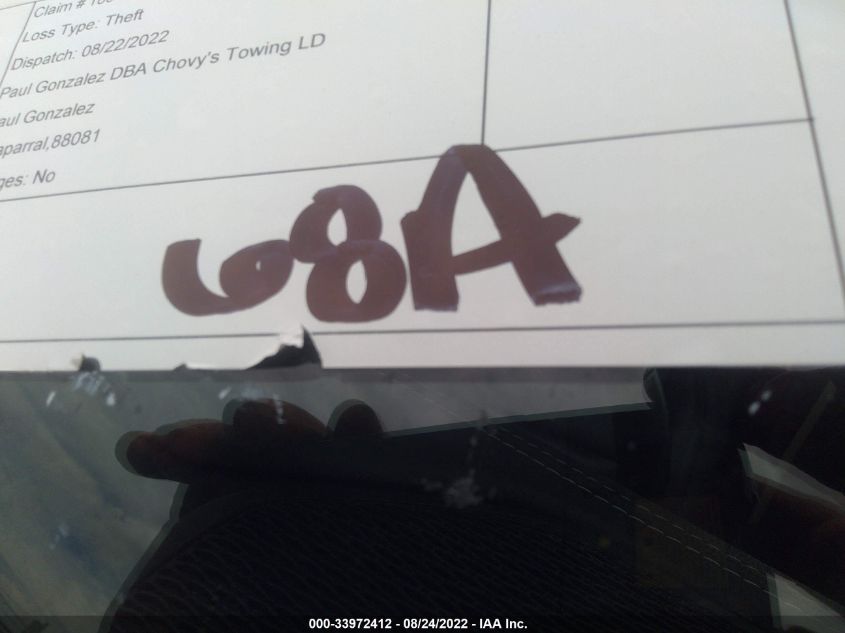 Claim #
Loss Type: Theft
Dispatch: 08/22/2022
Paul Gonzalez DBA Chovy's Towing LD
aul Gonzalez
aparral,88081
ges: No
68A
000-33972412 - 08/24/2022 - IAA Inc.